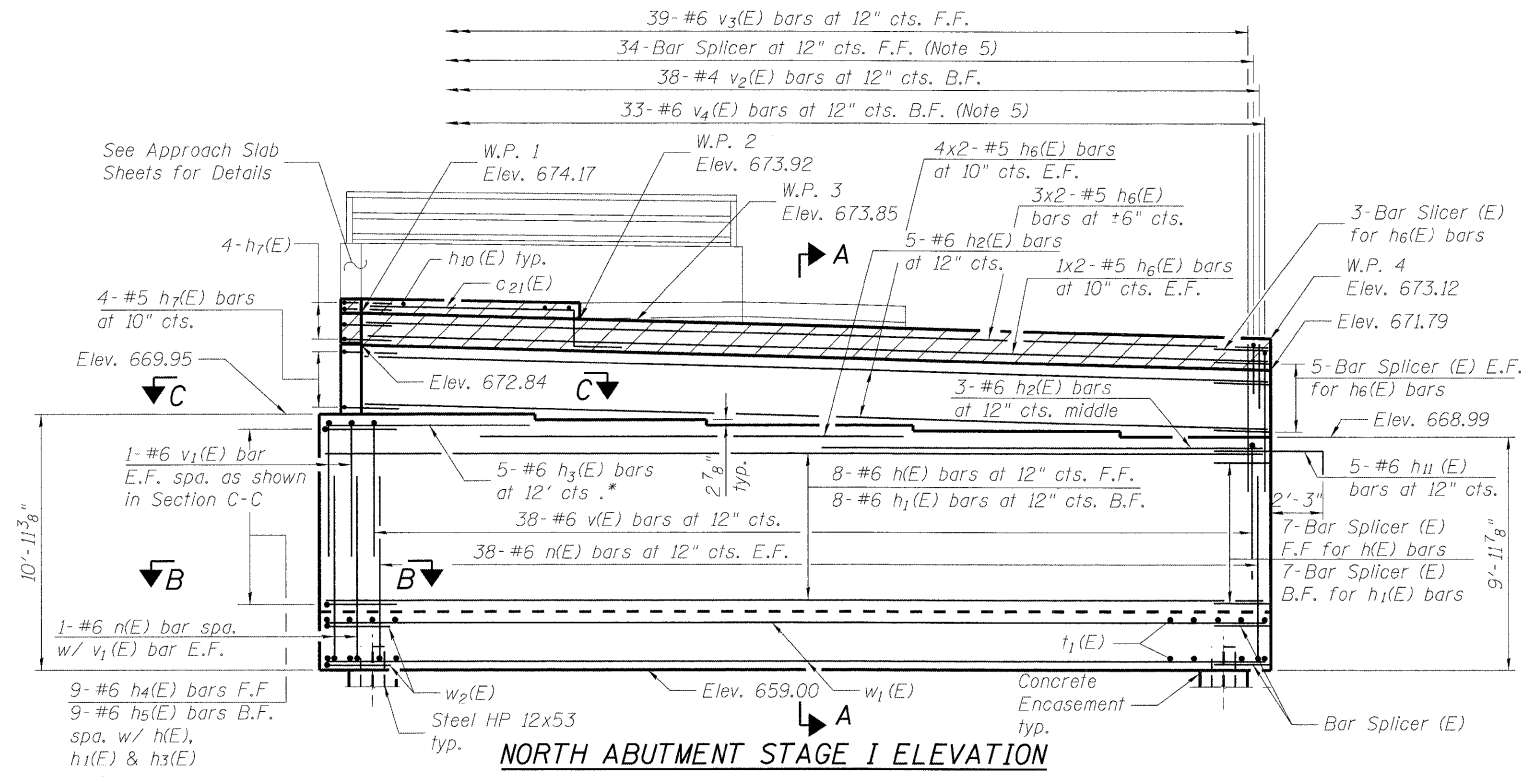 39-#6 v3(E) bars at 12" cts. F.F.
34-Bar Splicer at 12" cts. F.F. (Note 5)
38-#4 v2(E) bars at 12" cts. B.F.
33-#6 v4(E) bars at 12" cts. B.F. (Note 5)
See Approach Slab
Sheets for Details
W.P. 1
Elev. 674.17
W.P. 2
Elev. 673.92
W.P. 3
Elev. 673.85
4x2-#5 h6(E) bars
at 10" cts. E.F.
3x2-#5 h6(E)
bars at ±6" cts.
5-#6 h2(E) bars
at 12" cts.
1x2-#5 h6(E) bars
at 10" cts. E.F.
3-Bar Slicer (E)
for h6(E) bars
W.P. 4
Elev. 673.12
Elev. 671.79
A
4-h7(E)
h10(E) typ.
c21(E)
4-#5 h7(E) bars
at 10" cts.
Elev. 669.95
C
Elev. 672.84
C
3-#6 h2(E) bars
at 12" cts. middle
5-Bar Splicer (E) E.F.
for h6(E) bars
Elev. 668.99
1-#6 v1(E) bar
E.F. spa. as shown
in Section C-C
5-#6 h3(E) bars
at 12' cts .*
2 7/8"
typ.
8-#6 h(E) bars at 12" cts. F.F.
8-#6 h1(E) bars at 12" cts. B.F.
5-#6 h11(E)
bars at 12" cts.
2'-3"
38-#6 v(E) bars at 12" cts.
38-#6 n(E) bars at 12" cts. E.F.
7-Bar Splicer (E)
F.F for h(E) bars
7-Bar Splicer (E)
B.F. for h1(E) bars
10'-11 3/8"
9'-11 7/8"
B
B
1-#6 n(E) bar spa.
w/ v1(E) bar E.F.
t1(E)
9-#6 h4(E) bars F.F
9-#6 h5(E) bars B.F.
spa. w/ h(E),
h1(E) & h3(E)
w2(E)
Steel HP 12x53
typ.
Elev. 659.00
w1(E)
A
Concrete
Encasement
typ.
Bar Splicer (E)
NORTH ABUTMENT STAGE I ELEVATION